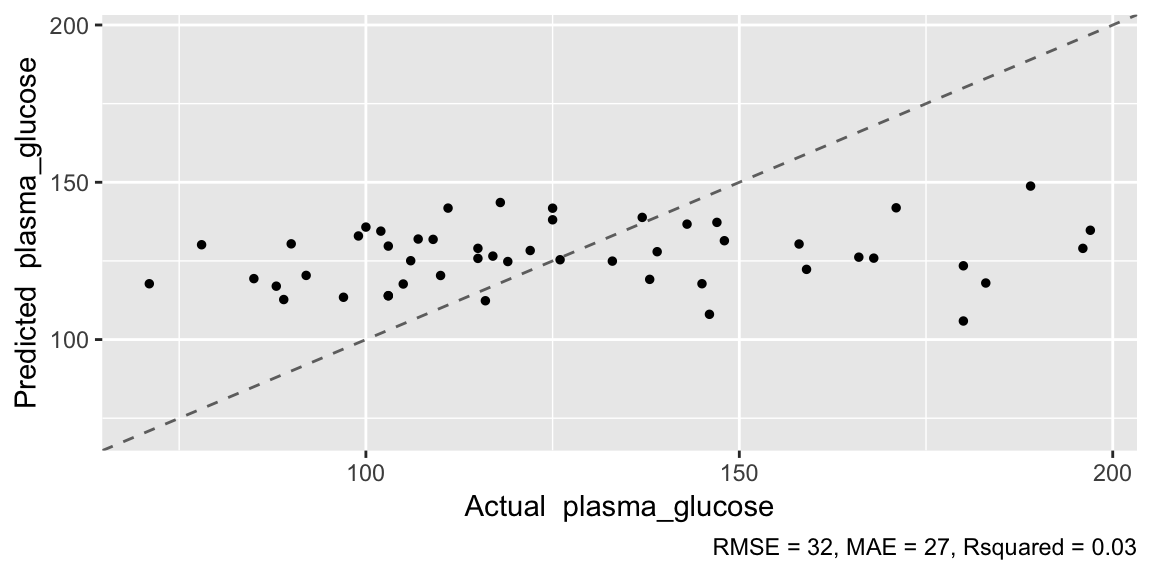 Predicted plasma_glucose
200
150
100
100
150
200
Actual plasma_glucose
RMSE = 32, MAE = 27, Rsquared = 0.03